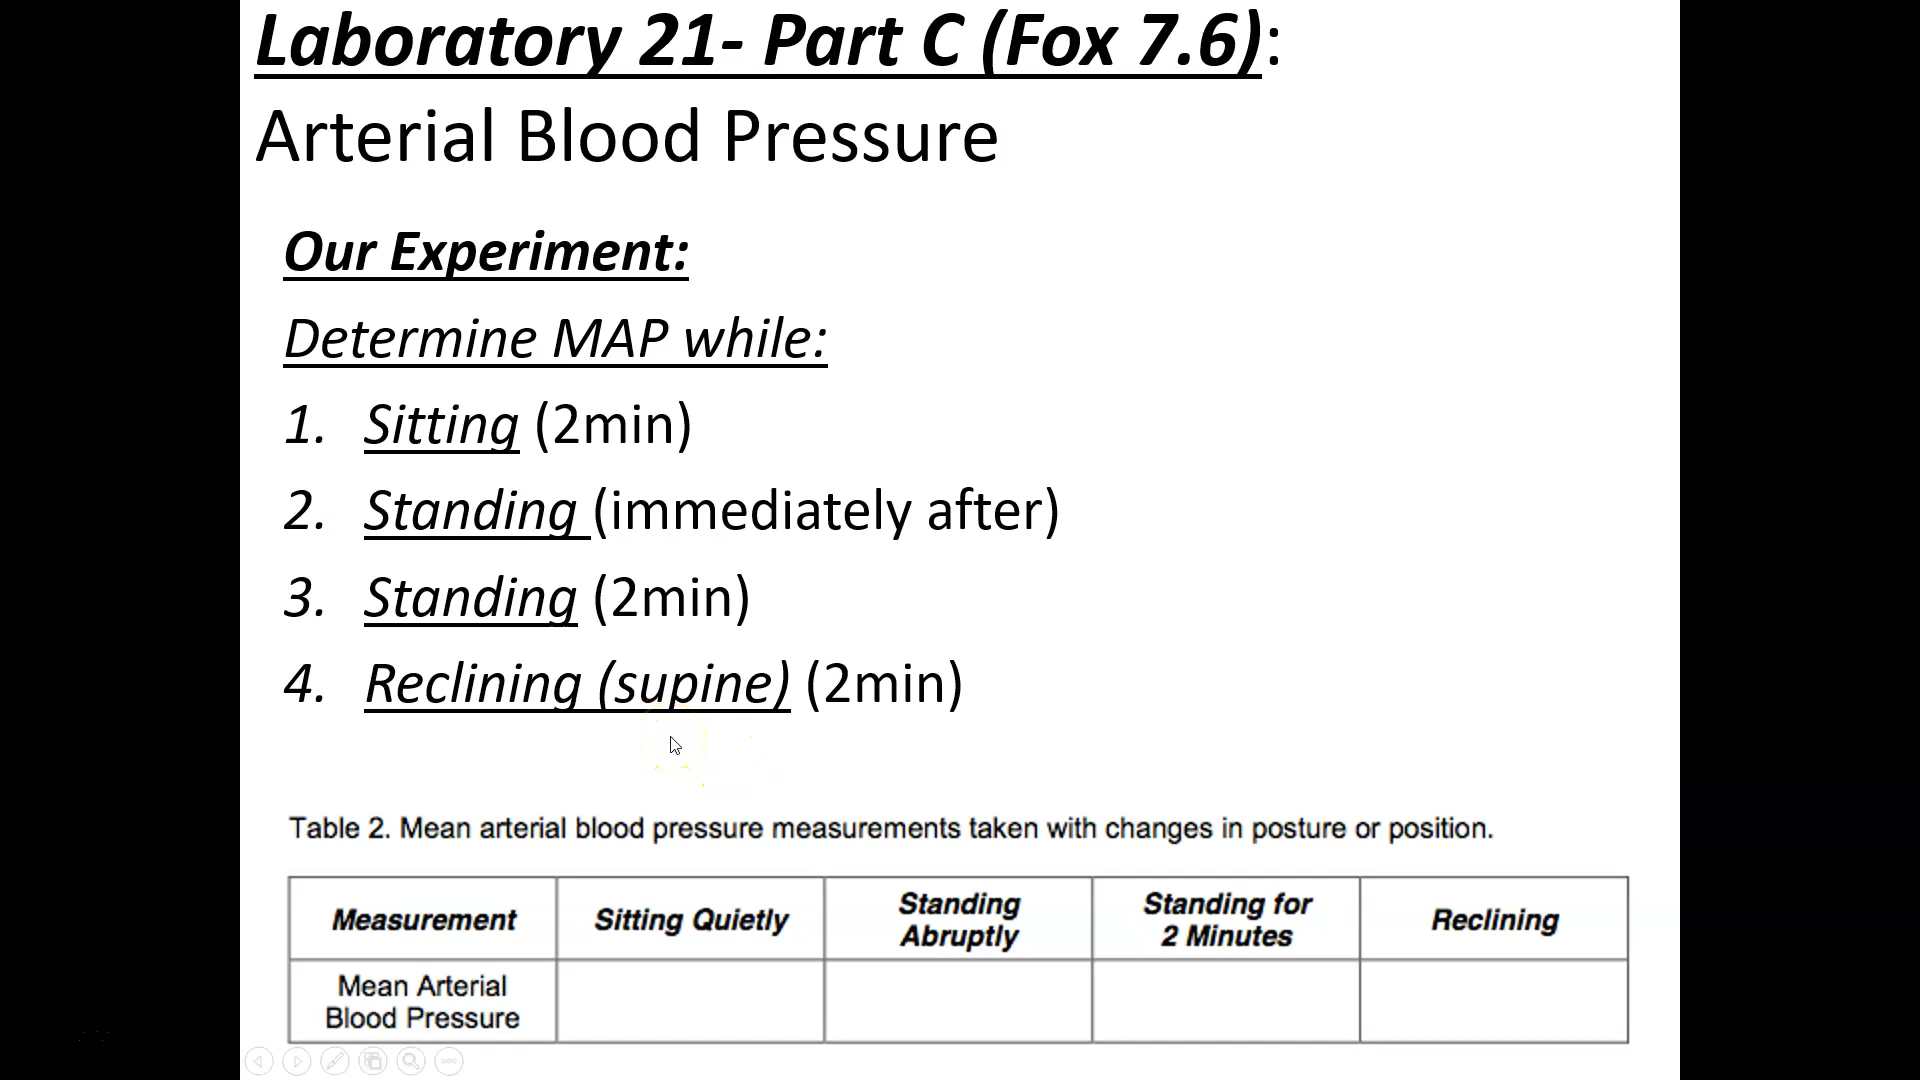 Laboratory 21- Part C (Fox 7.6):
Arterial Blood Pressure
Our Experiment:
Determine MAP while:
1. Sitting (2min)
2. Standing (immediately after)
3. Standing (2min)
4. Reclining (supine) (2min)
Table 2. Mean arterial blood pressure measurements taken with changes in posture or position.
Measurement
Sitting Quietly
Standing
Abruptly
Standing for
2 Minutes
Reclining
Mean Arterial
Blood Pressure